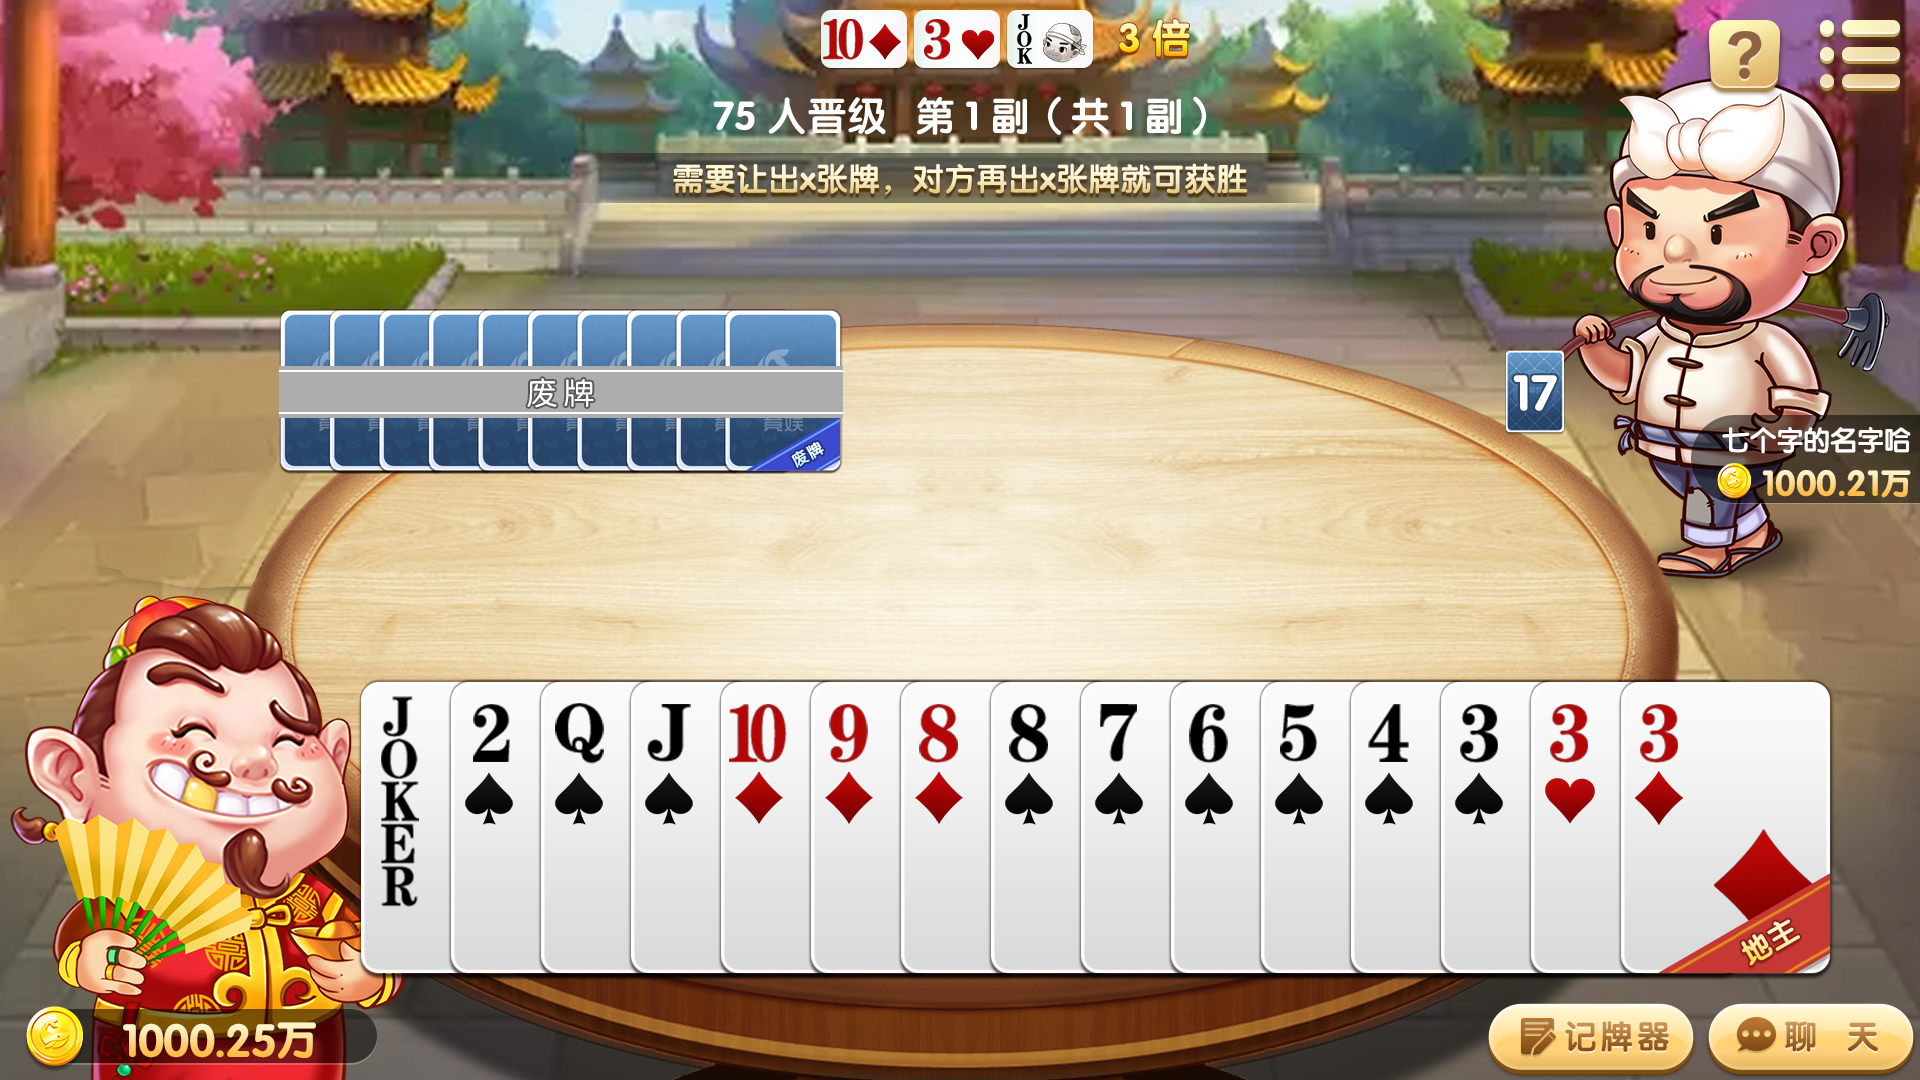 10 3 JOK 3 倍
?
75 人晋级 第1副（共1副）
需要让出x张牌，对方再出x张牌就可获胜
废牌
废牌
17
七个字的名字哈
1000.21万
JOKER 2 Q J 10 9 8 8 7 6 5 4 3 3 3
地主
1000.25万
记牌器
聊 天